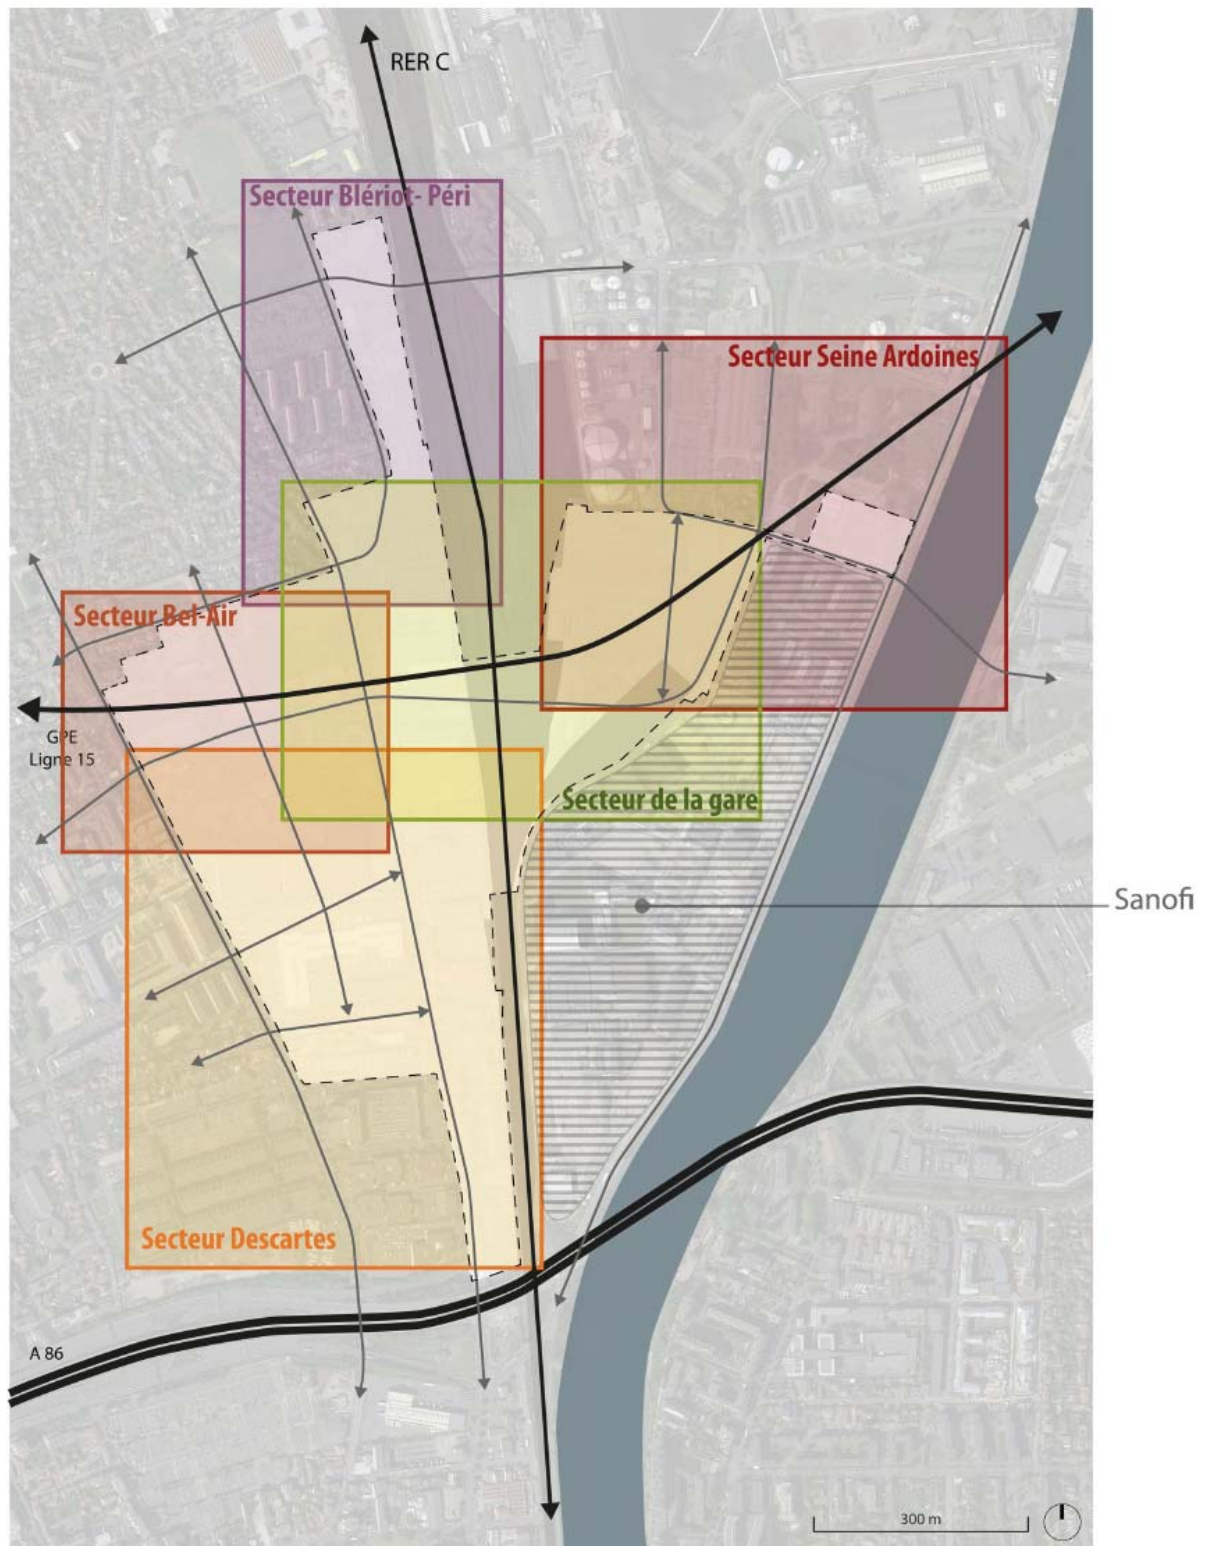 RER C
Secteur Blériot- Péri
Secteur Seine Ardoines
Secteur Bel-Air
GPE
Ligne 15
Secteur de la gare
Sanofi
Secteur Descartes
A 86
300 m